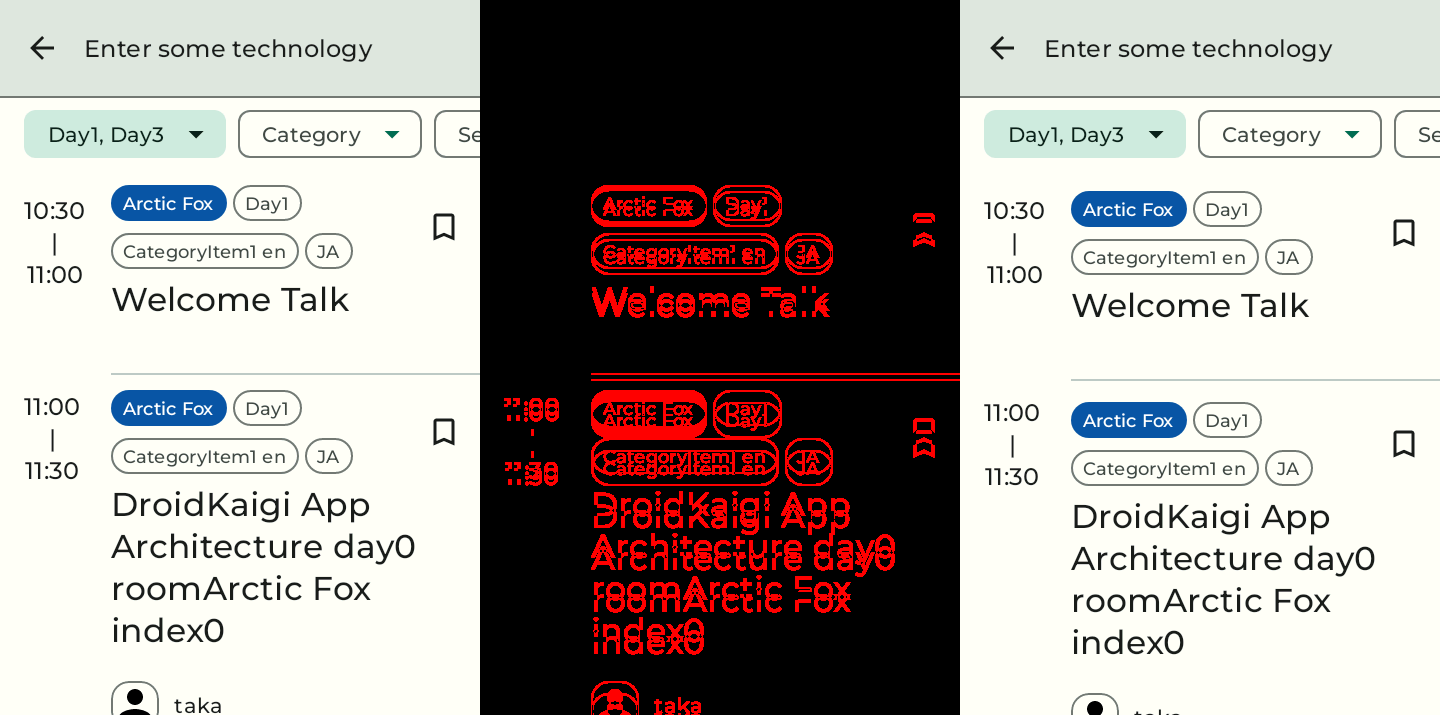 Enter some technology
Day1, Day3
Category
Se
10:30
|
11:00
Arctic Fox
Day1
CategoryItem1 en
JA
Welcome Talk
11:00
|
11:30
Arctic Fox
Day1
CategoryItem1 en
JA
DroidKaigi App
Architecture day0
roomArctic Fox
index0
taka
Arctic Fox
Day1
CategoryItem1 en
JA
Welcome Talk
11:00
11:30
Arctic Fox
Day1
CategoryItem1 en
JA
DroidKaigi App
Architecture day0
roomArctic Fox
index0
taka
Enter some technology
Day1, Day3
Category
Se
10:30
|
11:00
Arctic Fox
Day1
CategoryItem1 en
JA
Welcome Talk
11:00
|
11:30
Arctic Fox
Day1
CategoryItem1 en
JA
DroidKaigi App
Architecture day0
roomArctic Fox
index0
taka